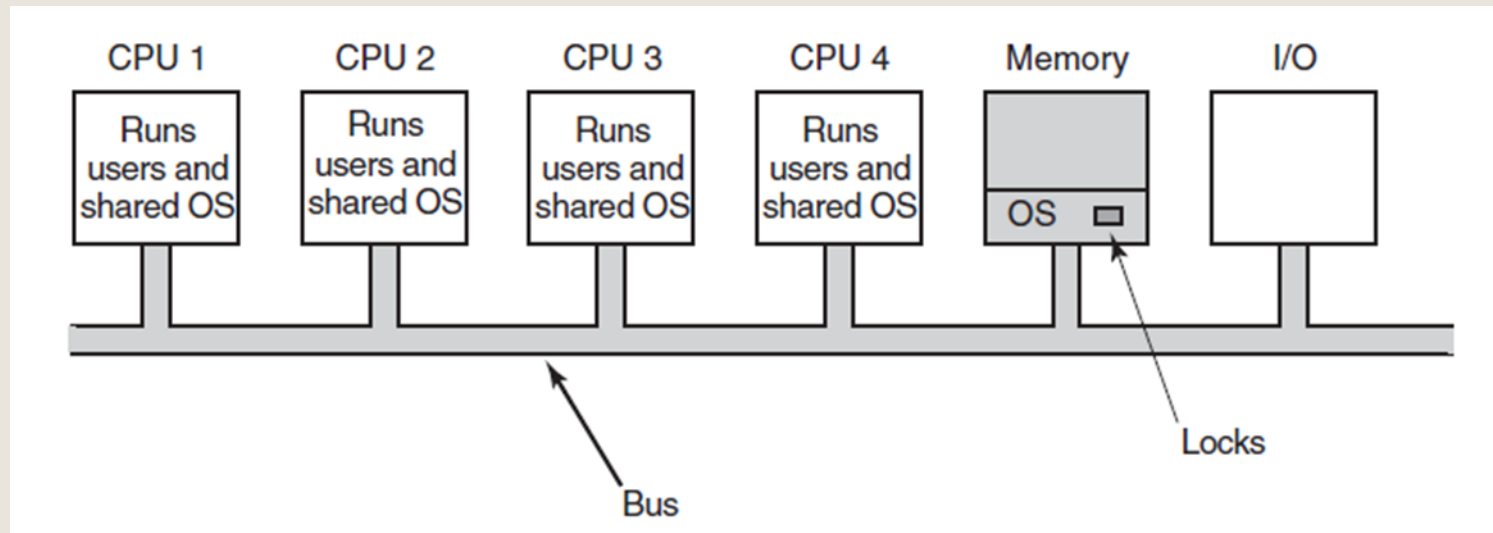 CPU 1
CPU 2
CPU 3
CPU 4
Memory
I/O
Runs
users and
shared OS
Runs
users and
shared OS
Runs
users and
shared OS
Runs
users and
shared OS
OS
Locks
Bus